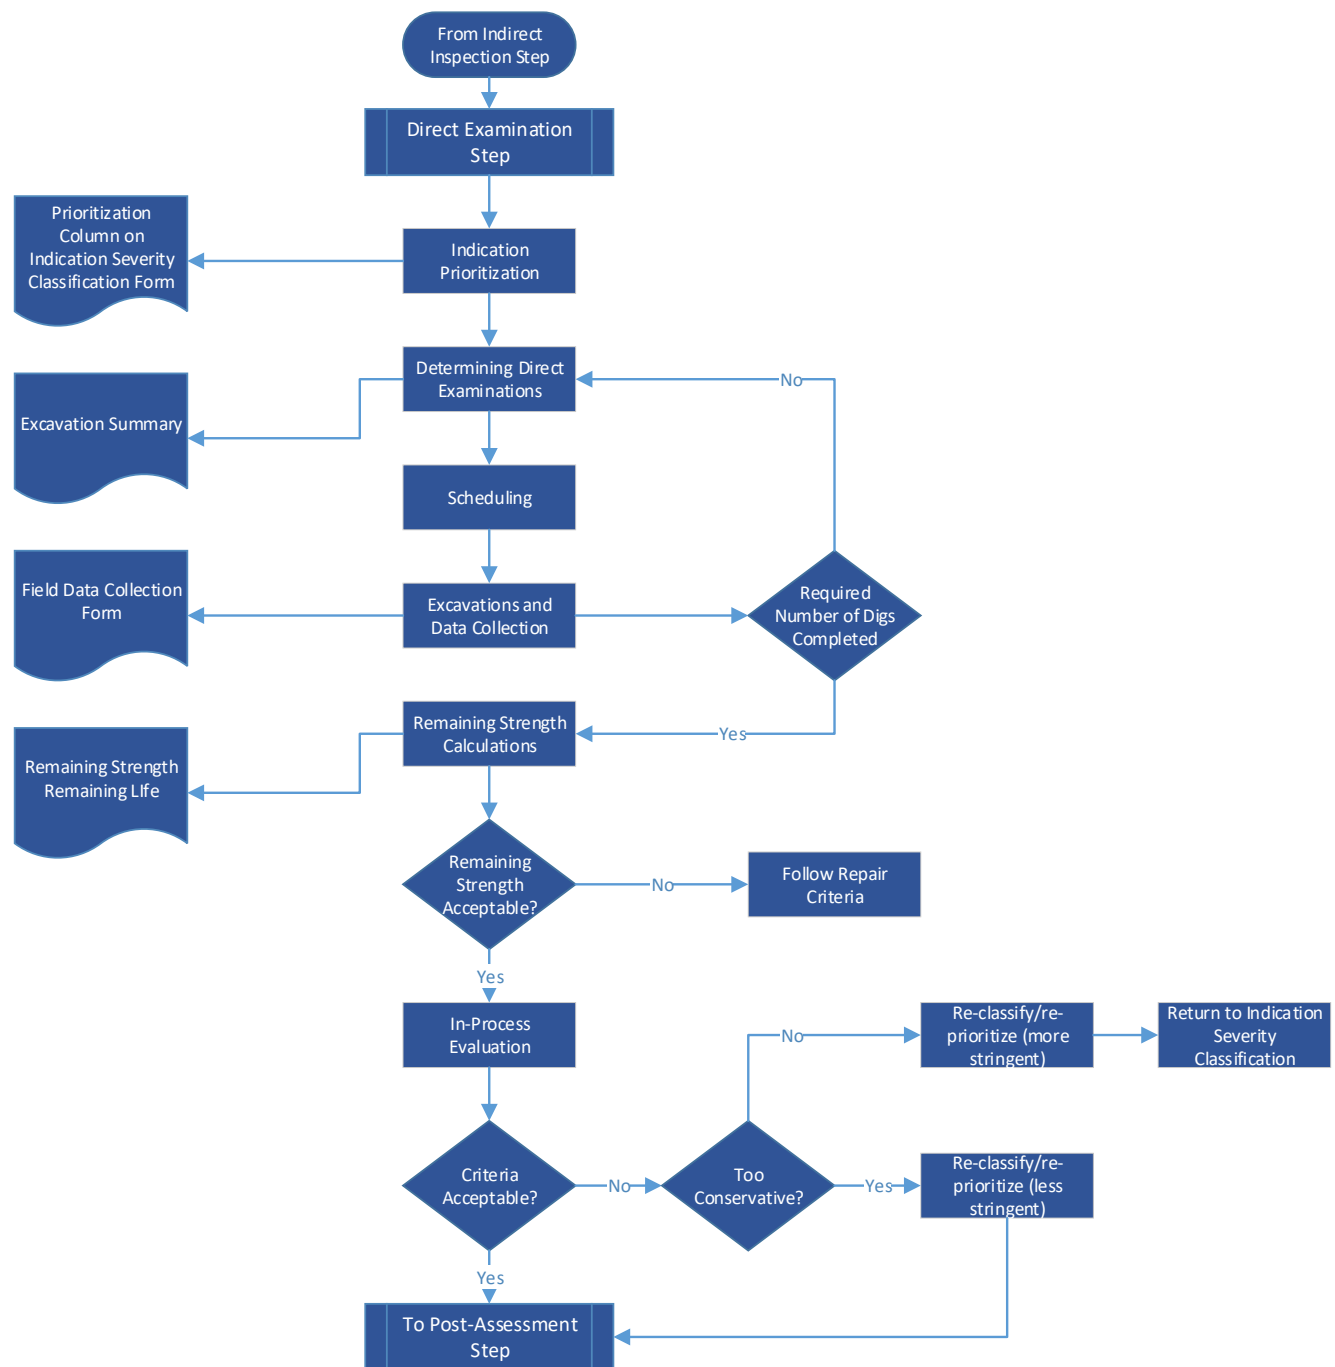 From Indirect
Inspection Step
Direct Examination
Step
Prioritization
Column on
Indication Severity
Classification Form
Indication
Prioritization
Determining Direct
Examinations
No
Excavation Summary
Scheduling
Field Data Collection
Form
Excavations and
Data Collection
Required
Number of Digs
Completed
Remaining Strength
Calculations
Yes
Remaining Strength
Remaining LIfe
Remaining
Strength
Acceptable?
No
Follow Repair
Criteria
Yes
In-Process
Evaluation
No
Re-classify/re-
prioritize (more
stringent)
Return to Indication
Severity
Classification
Criteria
Acceptable?
No
Too
Conservative?
Yes
Re-classify/re-
prioritize (less
stringent)
Yes
To Post-Assessment
Step